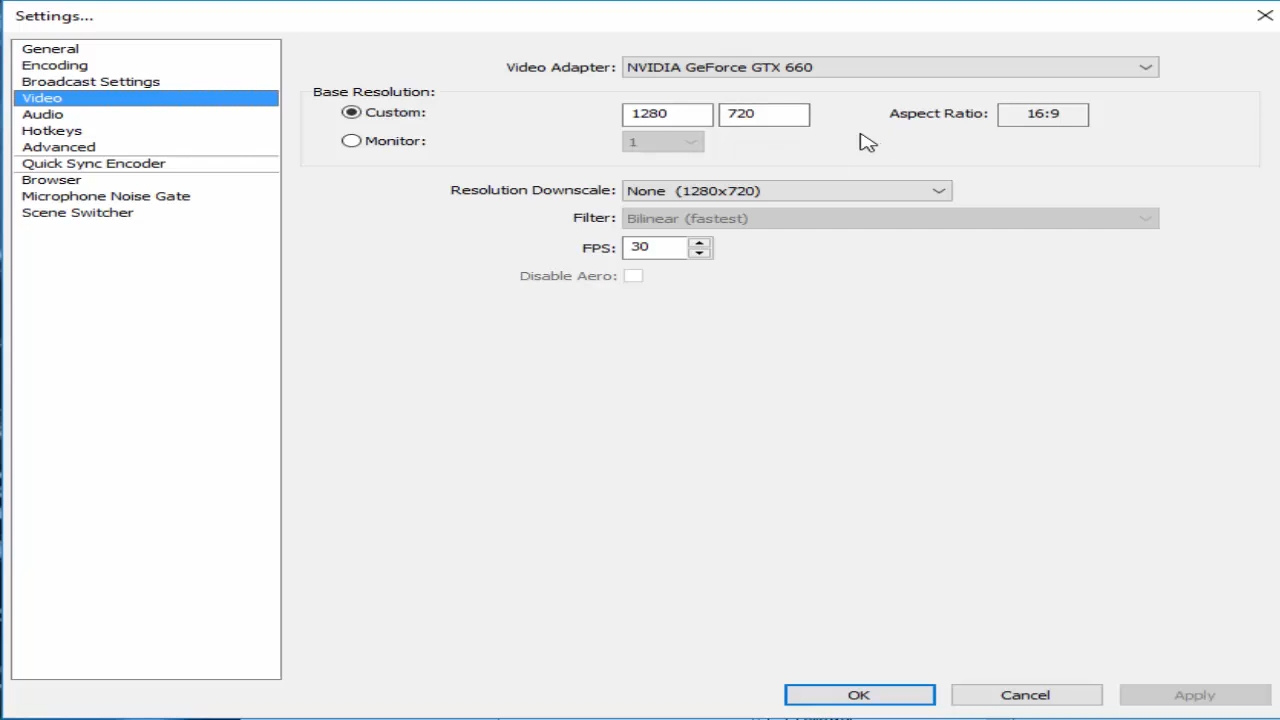 Settings...
General
Encoding
Broadcast Settings
Video
Audio
Hotkeys
Advanced
Quick Sync Encoder
Browser
Microphone Noise Gate
Scene Switcher
Video Adapter: NVIDIA GeForce GTX 660
Base Resolution:
Custom: 1280 720 Aspect Ratio: 16:9
Monitor: 1
Resolution Downscale: None (1280x720)
Filter: Bilinear (fastest)
FPS: 30
Disable Aero:
OK Cancel Apply